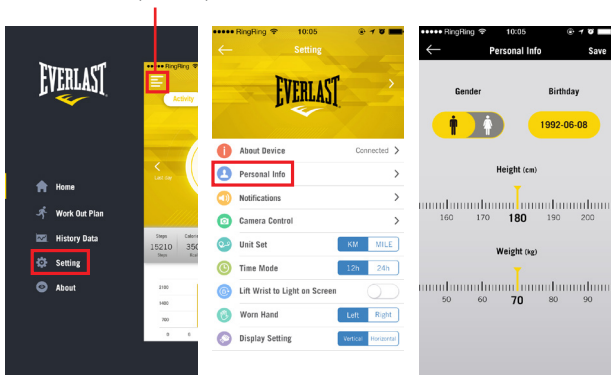 EVERLAST
Home
Work Out Plan
History Data
Setting
About
RingRing
Activity
Steps
15210
Steps
350
2100
1400
700
0
RingRing
10:05
Setting
EVERLAST
About Device
Connected
Personal Info
Notifications
Camera Control
Unit Set
KM
MILE
Time Mode
12h
24h
Lift Wrist to Light on Screen
Worn Hand
Left
Right
Display Setting
Vertical
Horizontal
RingRing
10:05
Personal Info
Save
Gender
Birthday
1992-06-08
Height (cm)
160 170 180 190 200
Weight (kg)
50 60 70 80 90